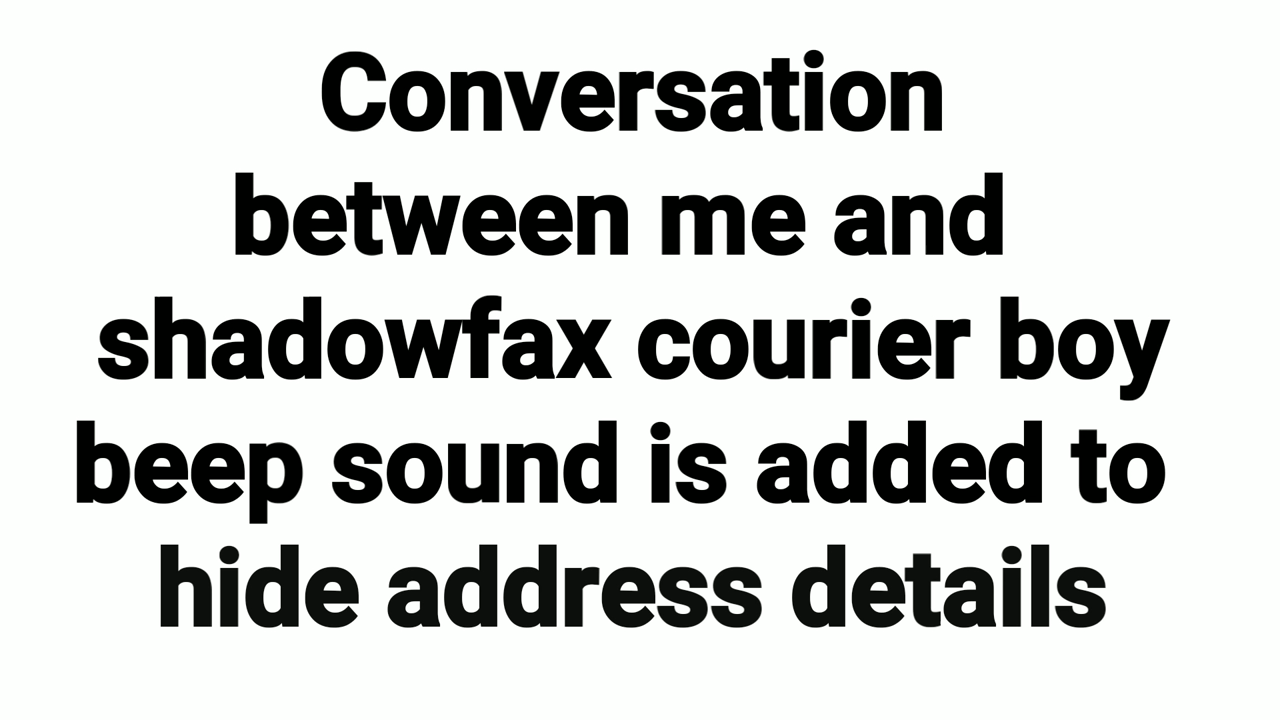 Conversation
between me and
shadowfax courier boy
beep sound is added to
hide address details